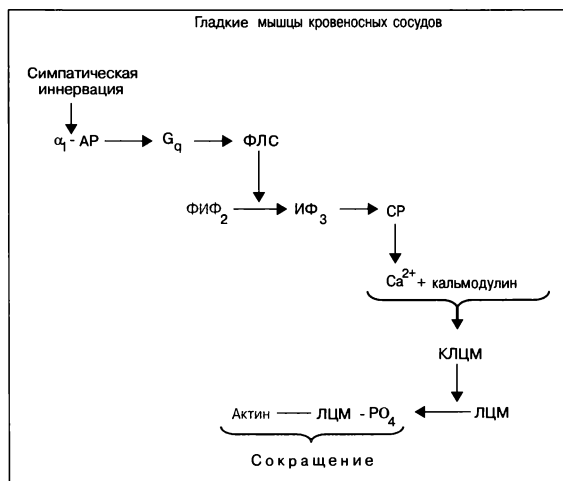 Гладкие мышцы кровеносных сосудов
Симпатическая
иннервация
α₁ - АР G_q ФЛС
ФИФ₂ ИФ₃ СР
Ca²⁺ + кальмодулин
КЛЦМ
Актин ЛЦМ - PO₄ ЛЦМ
Сокращение